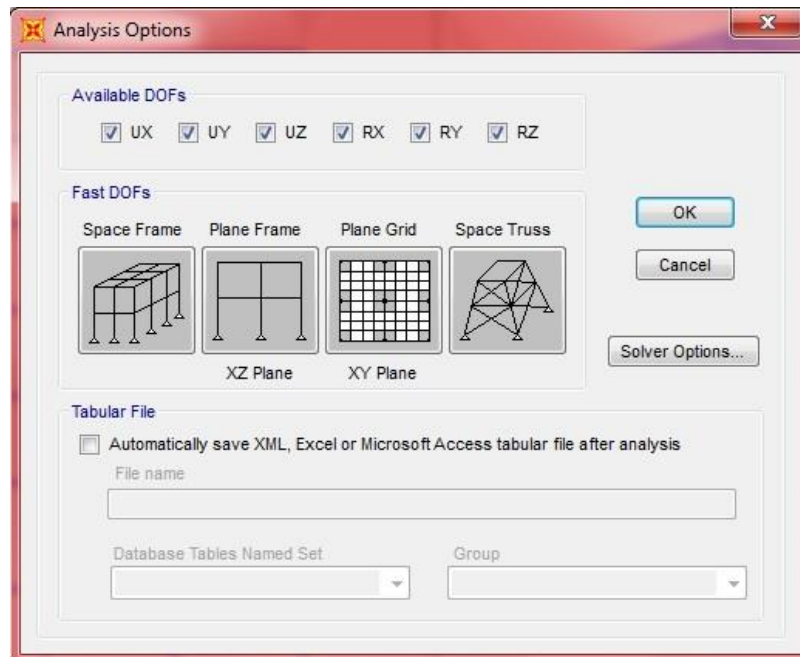 Analysis Options
Available DOFs
UX UY UZ RX RY RZ
Fast DOFs
Space Frame Plane Frame Plane Grid Space Truss
XZ Plane XY Plane
OK
Cancel
Solver Options...
Tabular File
Automatically save XML, Excel or Microsoft Access tabular file after analysis
File name
Database Tables Named Set Group